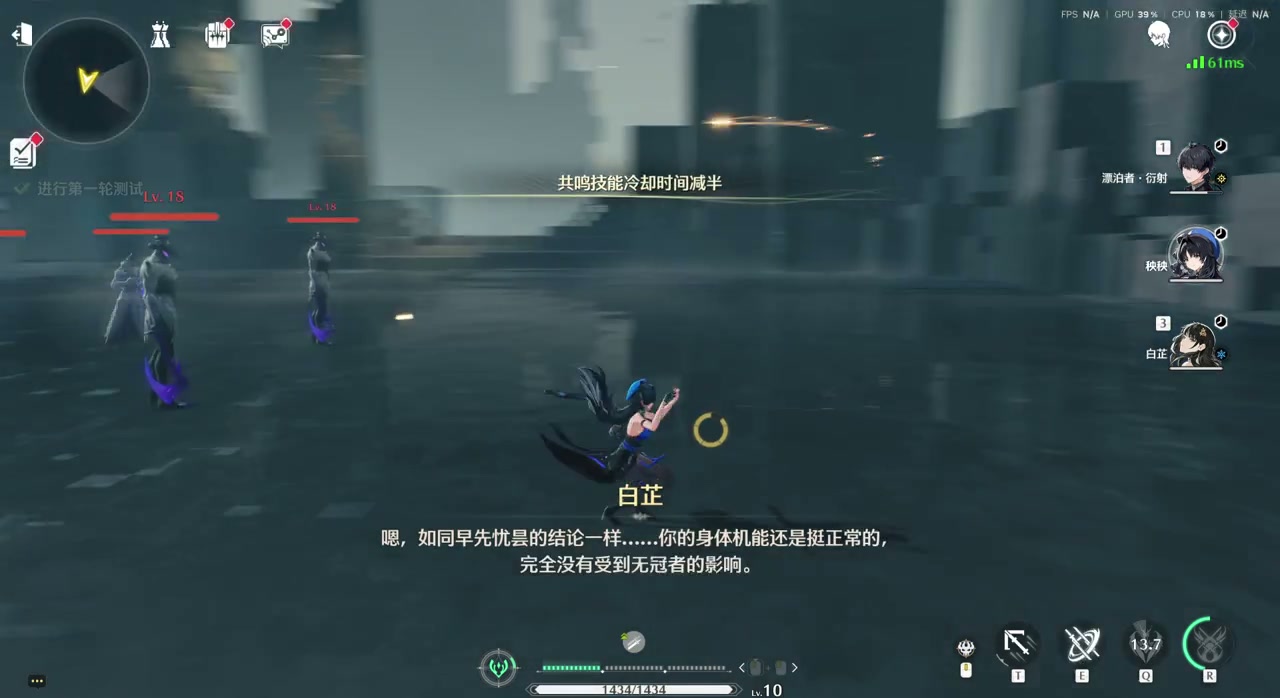 FPS N/A | GPU 39% | CPU 18% | 延迟 N/A
61ms
进行第一轮测试
Lv. 18
Lv. 18
共鸣技能冷却时间减半
1
漂泊者·衍射
秧秧
3
白芷
白芷
嗯，如同早先忧昙的结论一样……你的身体机能还是挺正常的，
完全没有受到无冠者的影响。
13.7
T
E
Q
R
1434/1434
Lv.10